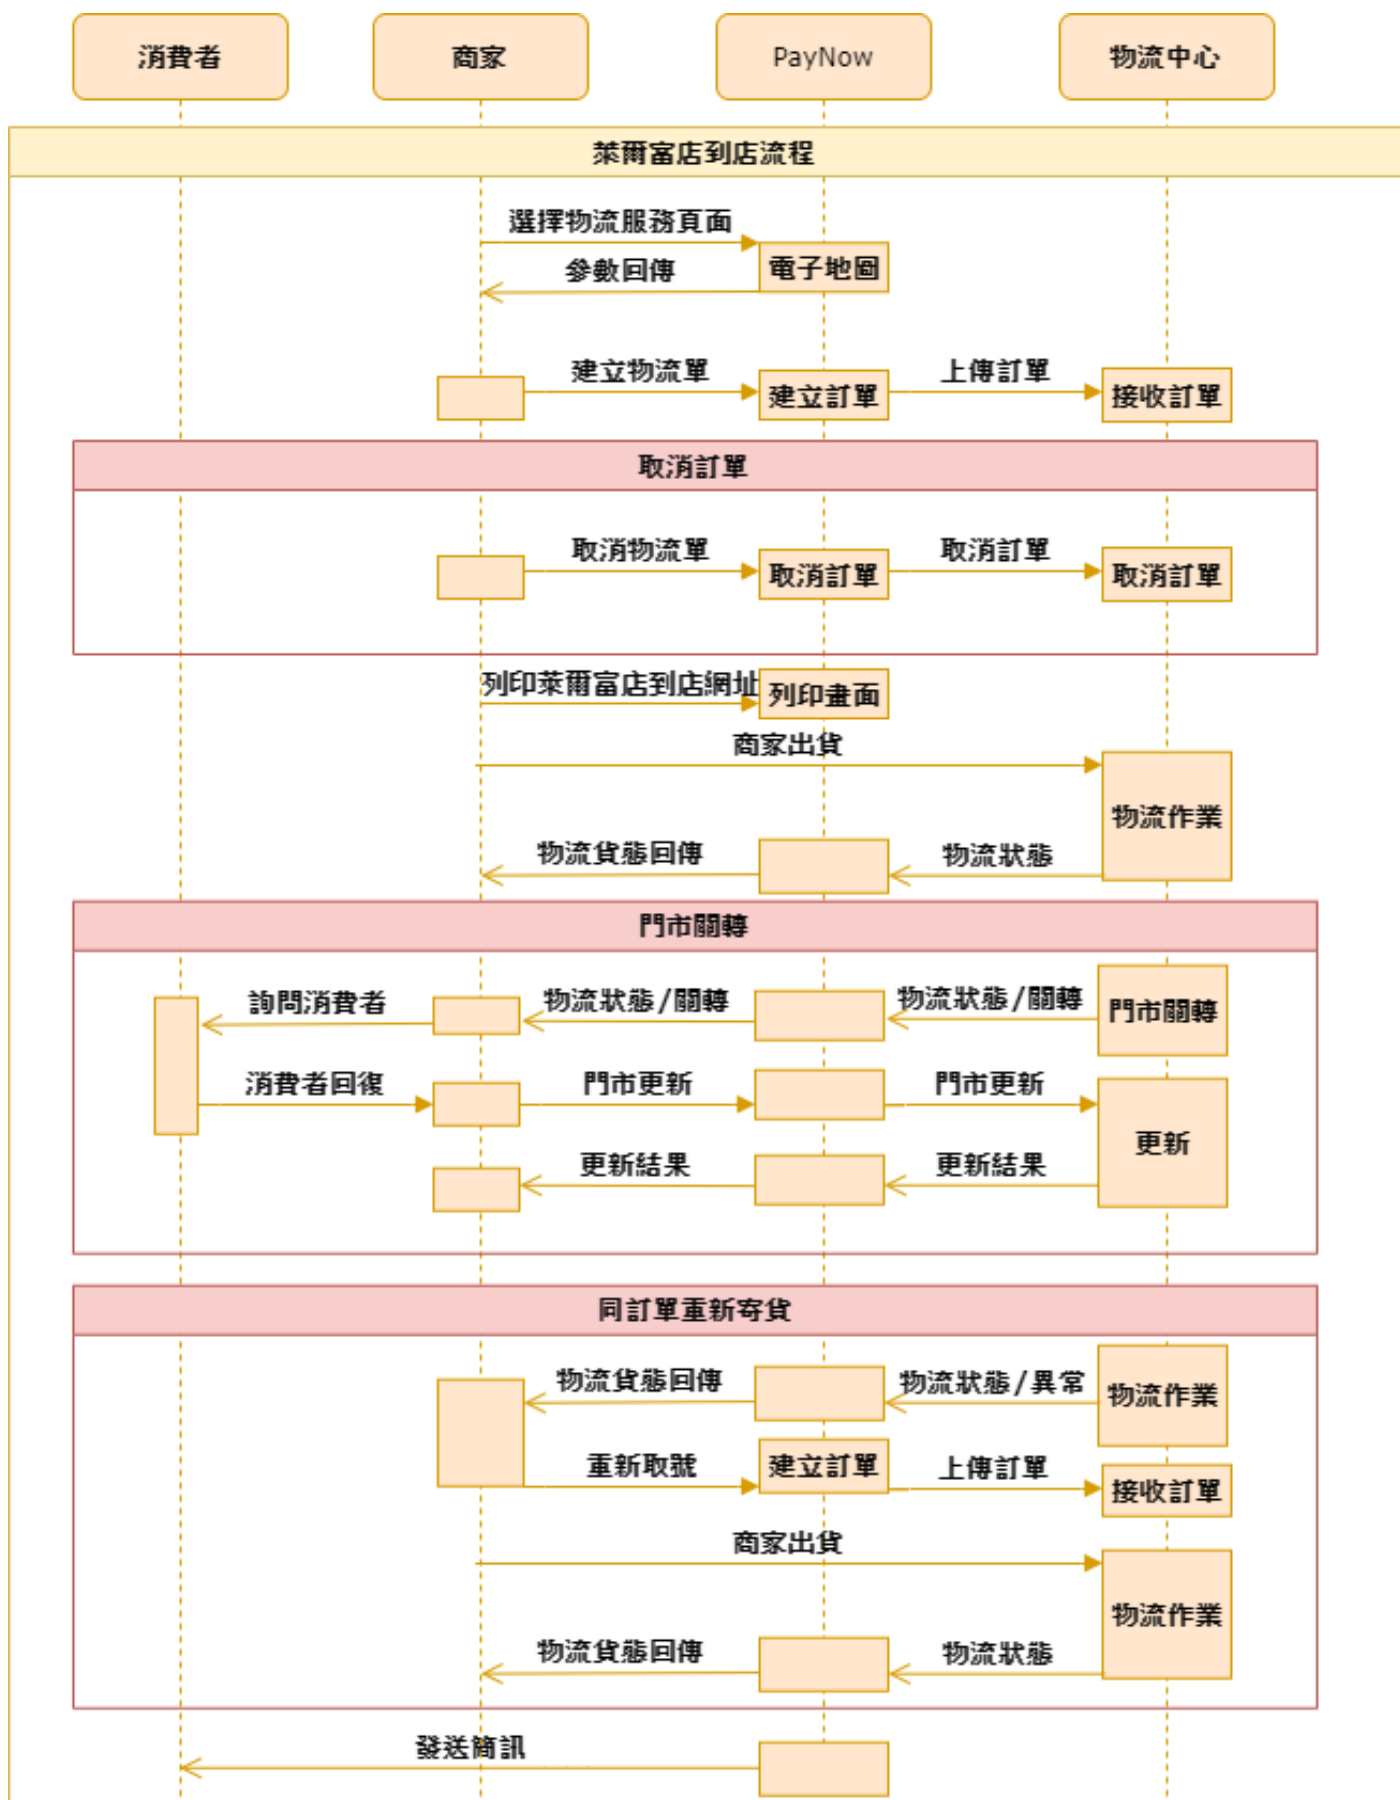 消費者
商家
PayNow
物流中心
萊爾富店到店流程
選擇物流服務頁面
電子地圖
參數回傳
建立物流單
上傳訂單
建立訂單
接收訂單
取消訂單
取消物流單
取消訂單
取消訂單
取消訂單
列印萊爾富店到店網址
列印畫面
商家出貨
物流作業
物流貨態回傳
物流狀態
門市關轉
詢問消費者
物流狀態/關轉
物流狀態/關轉
門市關轉
消費者回復
門市更新
門市更新
更新
更新結果
更新結果
同訂單重新寄貨
物流貨態回傳
物流狀態/異常
物流作業
重新取號
建立訂單
上傳訂單
接收訂單
商家出貨
物流作業
物流貨態回傳
物流狀態
發送簡訊